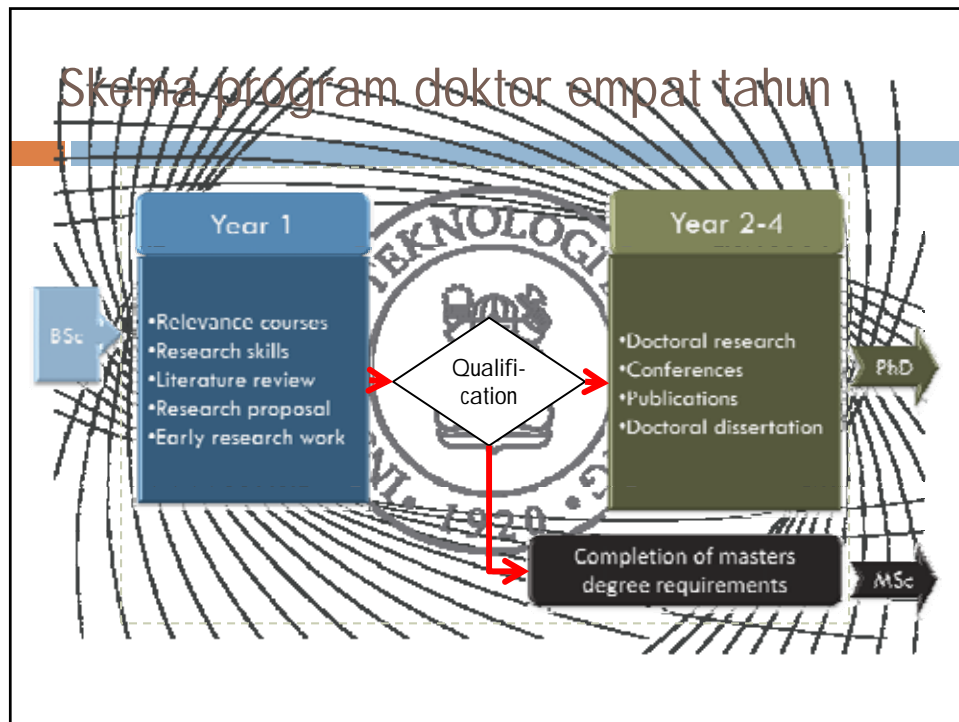 Skema program doktor empat tahun
Year 1
Year 2-4
BSc
•Relevance courses
•Research skills
•Literature review
•Research proposal
•Early research work
Qualifi-
cation
•Doctoral research
•Conferences
•Publications
•Doctoral dissertation
PhD
Completion of masters
degree requirements
MSc
TEKNOLOGI
1920